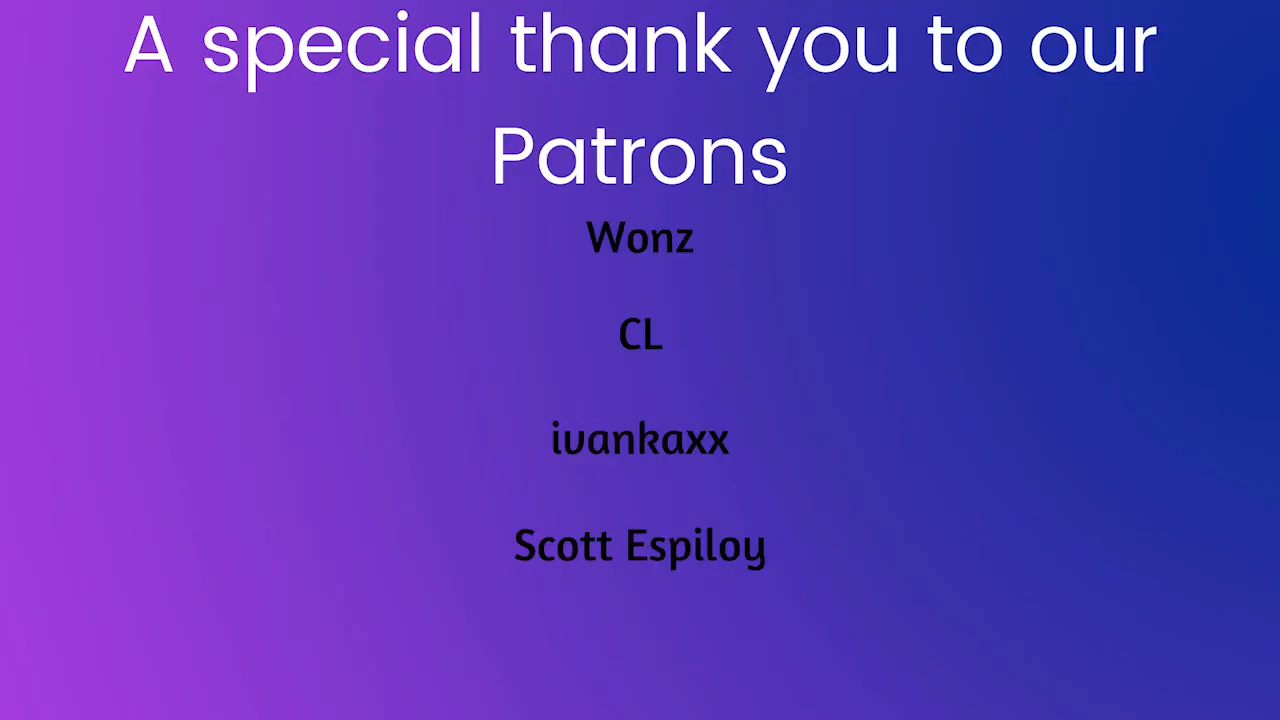 A special thank you to our
Patrons
Wonz
CL
ivankaxx
Scott Espiloy